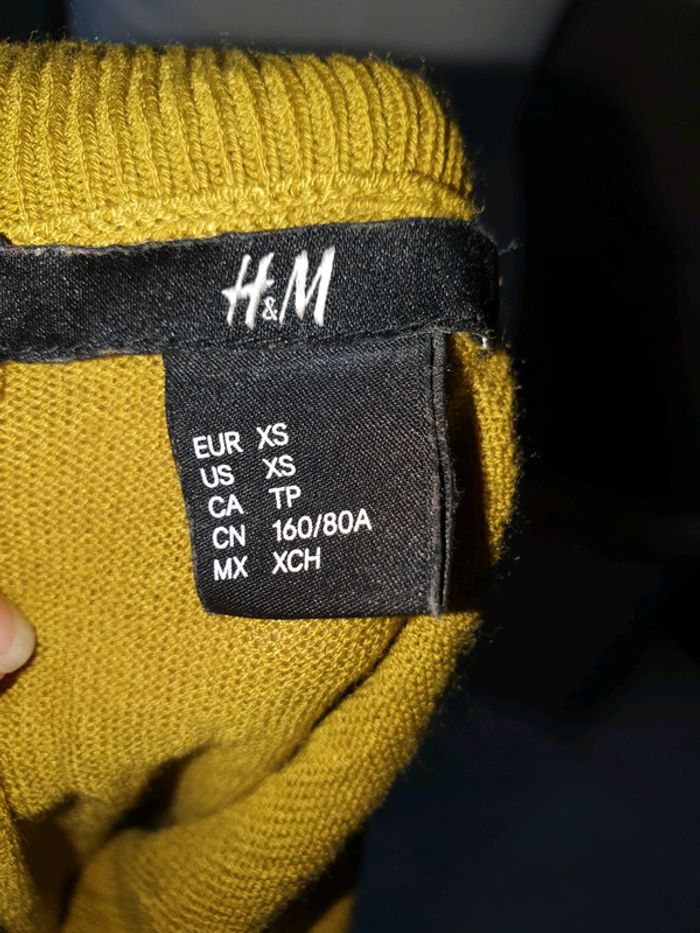 H&M
EUR XS
US XS
CA TP
CN 160/80A
MX XCH